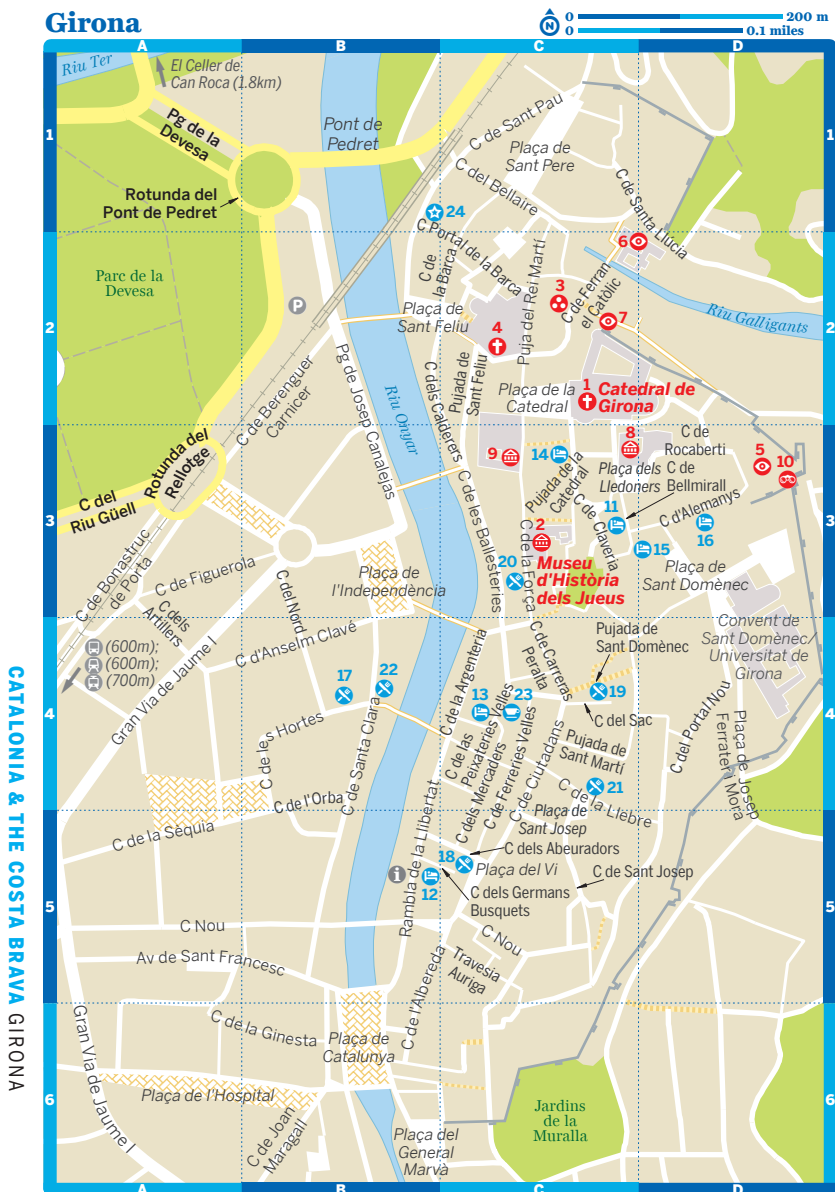 Girona
0 200 m
N
0 0.1 miles
A B C D
1 1
2 2
3 3
4 4
5 5
6 6
Riu Ter
El Celler de
Can Roca (1.8km)
Pg de la
Devesa
Pont de
Pedret
C de Sant Pau
Plaça de
Sant Pere
Rotunda del
Pont de Pedret
C del Bellaire
C de Santa Llúcia
24
6
C Portal de la Barca
C de
la Barca
Parc de la
Devesa
P
Plaça de
Sant Feliu
4
Puja del Rei Martí
3
C de Ferran
el Catòlic
7
Riu Galligants
C de Berenguer
Carnicer
Pg de Josep Canalejas
Riu Onyar
C dels Calderers
Pujada de
Sant Feliu
Plaça de la
Catedral
1
Catedral de
Girona
C de
Rocaberti
8
5
10
9
14
Plaça dels
Lledoners
C de
Bellmirall
Rotunda del
Rellotge
C del
Riu Güell
Pujada de la
Catedral
11
C d'Alemanys
16
C de Claveria
15
2
Museu
d'Història
dels Jueus
C de la Força
C de les Ballesteries
20
Plaça de
Sant Domènec
C de Bonastruc
de Porta
C de Figuerola
Plaça de
l'Independència
C dels
Artillers
C del Nord
C d'Anselm Clavé
(600m);
(600m);
(700m)
Gran Via de Jaume I
17
22
C de la Argenteria
C de Carreras
Peralta
Pujada de
Sant Domènec
Convent de
Sant Domènec/
Universitat de
Girona
13
23
19
C del Sac
C de les Hortes
C de Santa Clara
C de las
Peixateries Velles
C dels Mercaders
C de Ferreries Velles
C de Ciutadans
Pujada de
Sant Martí
C del Portal Nou
Plaça de Josep
Ferrater i Mora
21
C de la Llebre
C de l'Orba
C de la Sèquia
Plaça de
Sant Josep
C dels Abeuradors
18
Plaça del Vi
C de Sant Josep
i
12
C dels Germans
Busquets
Rambla de la Llibertat
C Nou
C Nou
Av de Sant Francesc
Travesia
Auriga
C de l'Albereda
Gran Via de Jaume I
C de la Ginesta
Plaça de
Catalunya
Plaça de l'Hospital
C de Joan
Maragall
Plaça del
General
Marvà
Jardins
de la
Muralla
A B C D
CATALONIA & THE COSTA BRAVA GIRONA